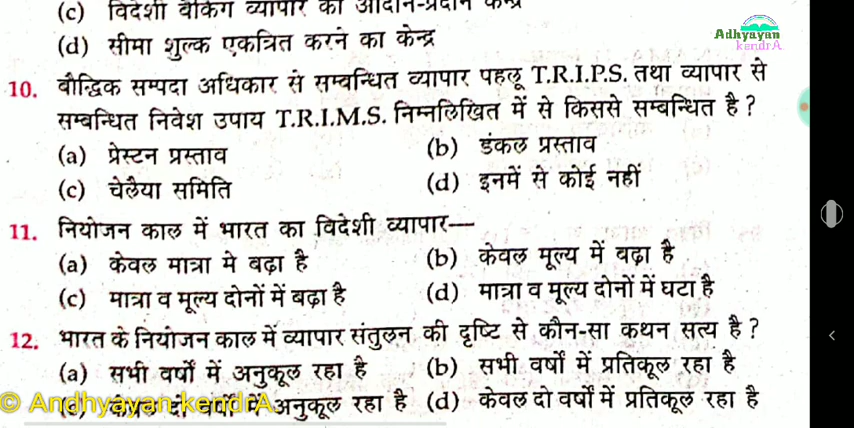 (c) विदेशी बैंकिंग व्यापार का आदान-प्रदान केन्द्र
(d) सीमा शुल्क एकत्रित करने का केन्द्र
Adhyayan
kendrA
10. बौद्धिक सम्पदा अधिकार से सम्बन्धित व्यापार पहलू T.R.I.P.S. तथा व्यापार से
सम्बन्धित निवेश उपाय T.R.I.M.S. निम्नलिखित में से किससे सम्बन्धित है ?
(a) प्रेस्टन प्रस्ताव (b) डंकल प्रस्ताव
(c) चेलैया समिति (d) इनमें से कोई नहीं
11. नियोजन काल में भारत का विदेशी व्यापार—
(a) केवल मात्रा मे बढ़ा है (b) केवल मूल्य में बढ़ा है
(c) मात्रा व मूल्य दोनों में बढ़ा है (d) मात्रा व मूल्य दोनों में घटा है
12. भारत के नियोजन काल में व्यापार संतुलन की दृष्टि से कौन-सा कथन सत्य है ?
(a) सभी वर्षों में अनुकूल रहा है (b) सभी वर्षों में प्रतिकूल रहा है
(c) केवल दो वर्षों में अनुकूल रहा है (d) केवल दो वर्षों में प्रतिकूल रहा है
© Andhyayan kendrA